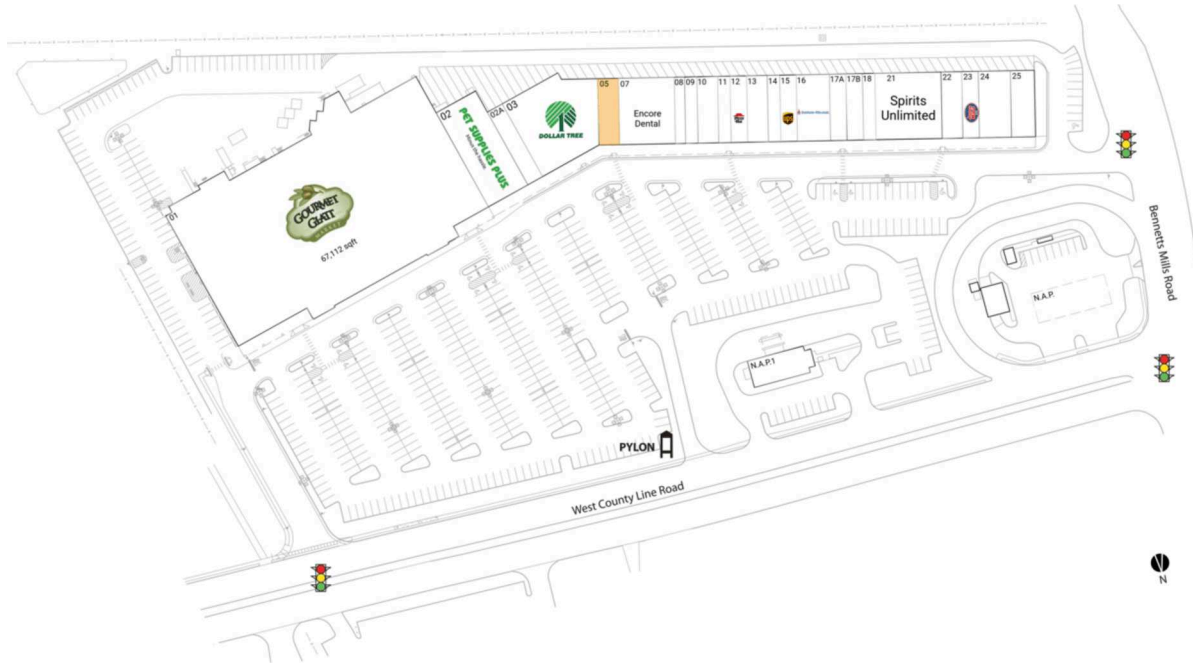 05
07
08
09
10
11
12
13
14
15
16
17A
17B
18
21
22
23
24
25
Encore
Dental
Spirits
Unlimited
02
02A
03
PET SUPPLIES PLUS
DOLLAR TREE
01
GOURMET
GLATT
67,112 sqft
Bennetts Mills Road
N.A.P.
N.A.P.1
PYLON
West County Line Road
N